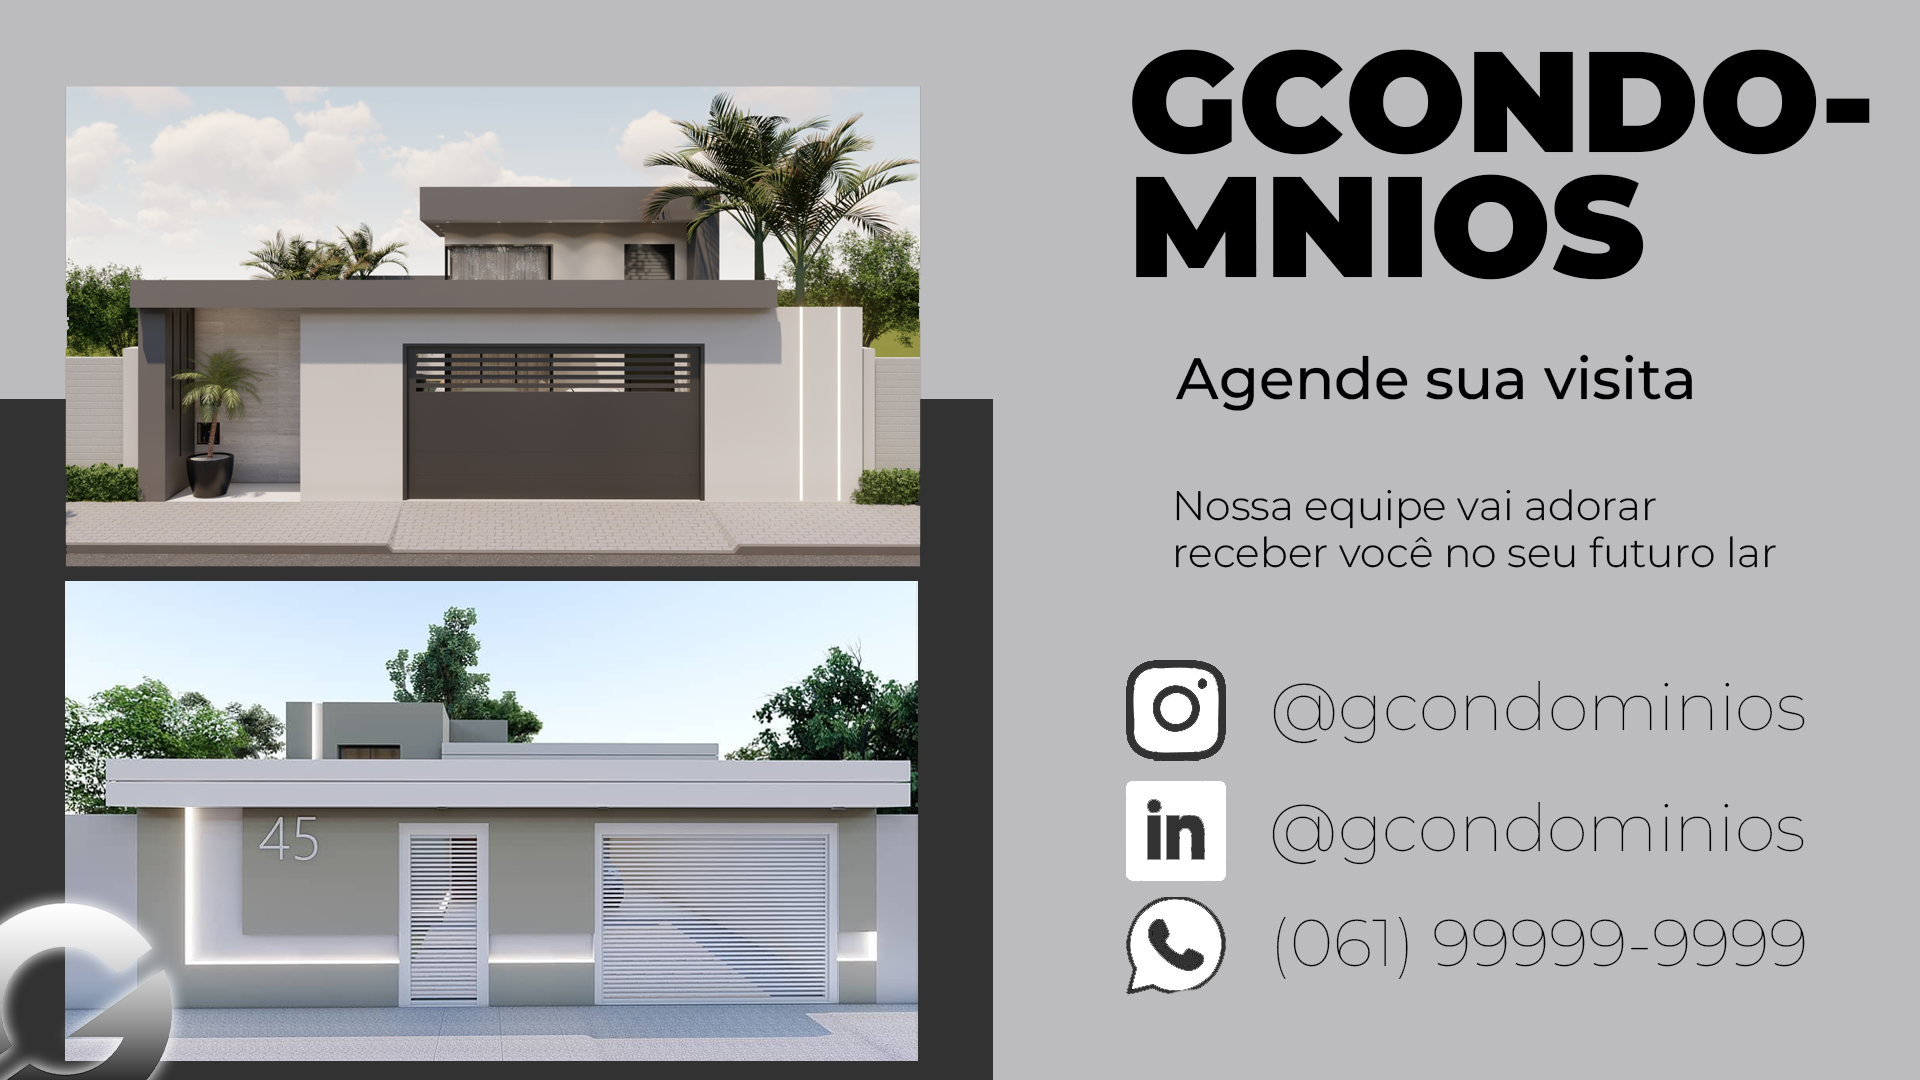 GCONDO-
MNIOS
Agende sua visita
Nossa equipe vai adorar
receber você no seu futuro lar
@gcondominios
in
@gcondominios
(061) 99999-9999
45
G